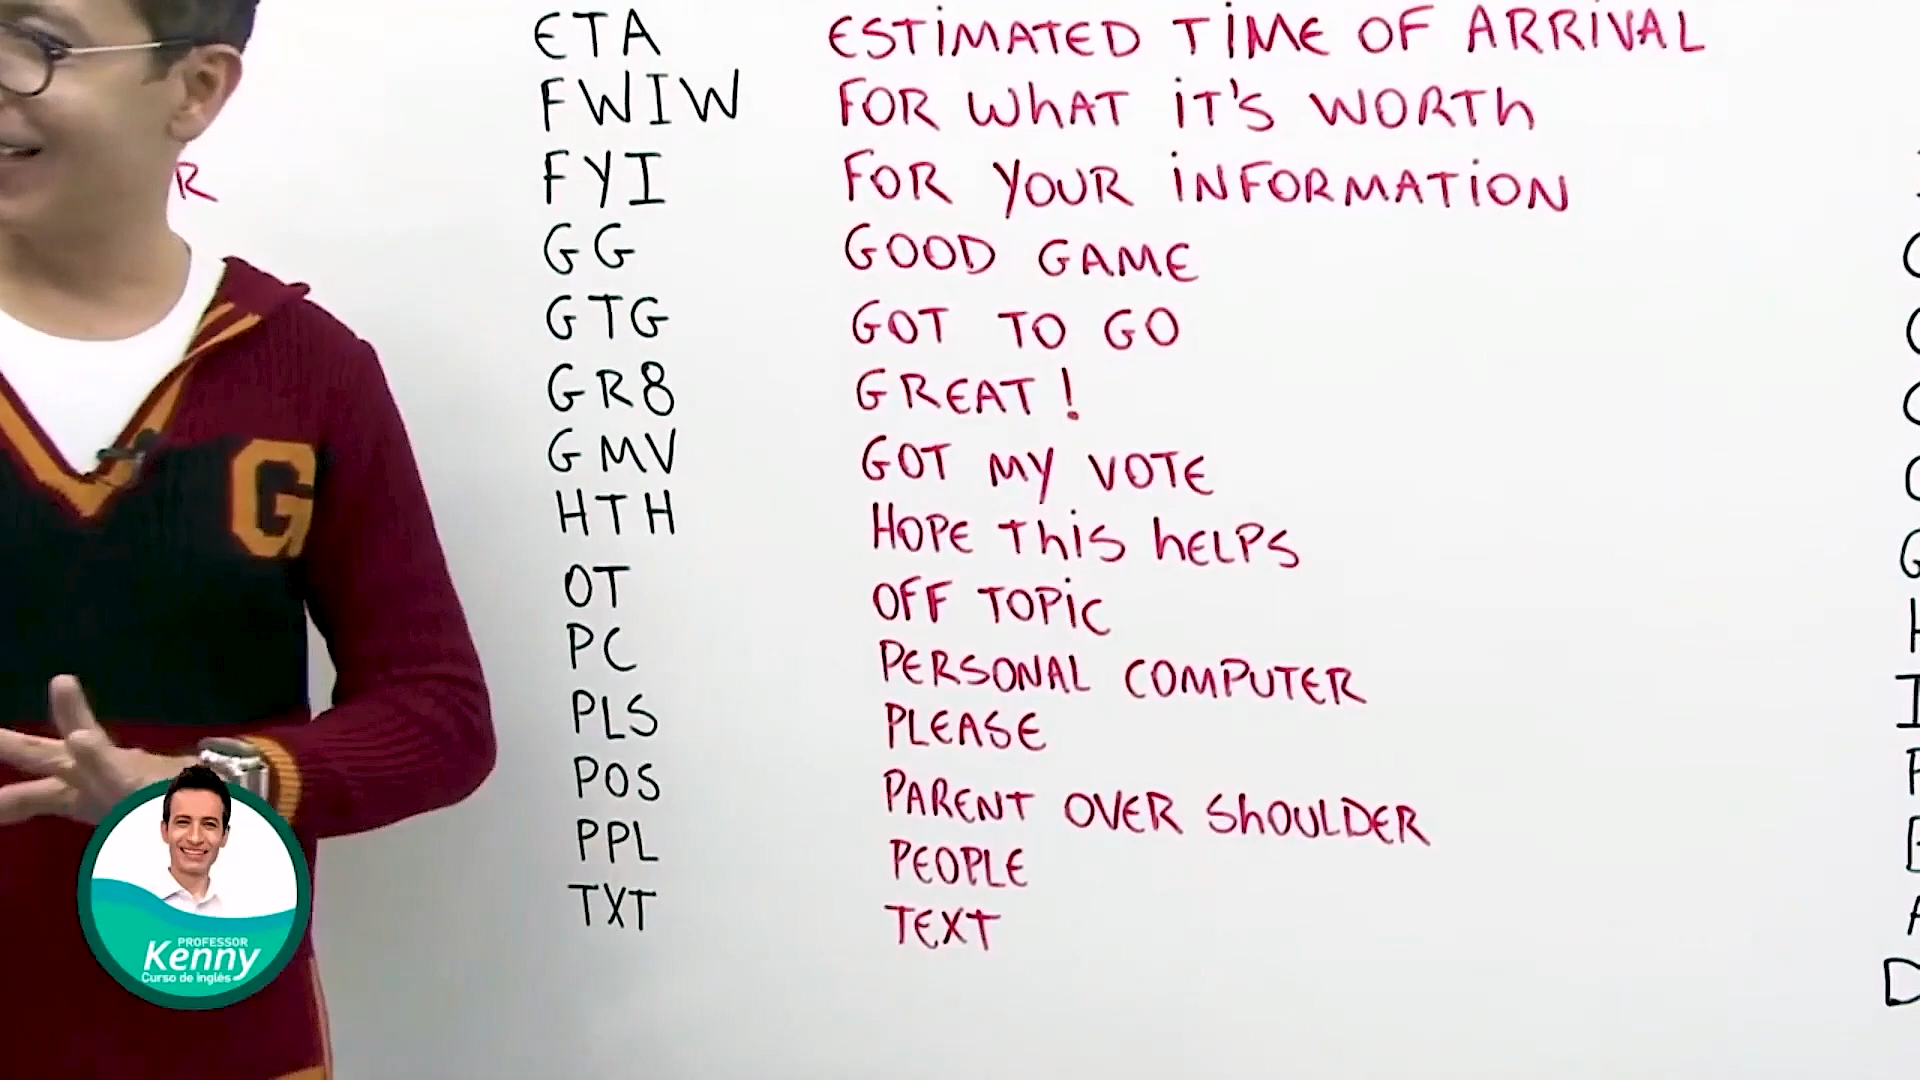 ETA ESTIMATED TIME OF ARRIVAL
FWIW FOR WHAT IT'S WORTH
FYI FOR YOUR INFORMATION
R
GG GOOD GAME
GTG GOT TO GO
GR8 GREAT!
GMV GOT MY VOTE
HTH HOPE THIS HELPS
G
OT OFF TOPIC
PC PERSONAL COMPUTER
PLS PLEASE
POS PARENT OVER SHOULDER
PPL PEOPLE
TXT TEXT
PROFESSOR
Kenny
Curso de inglês